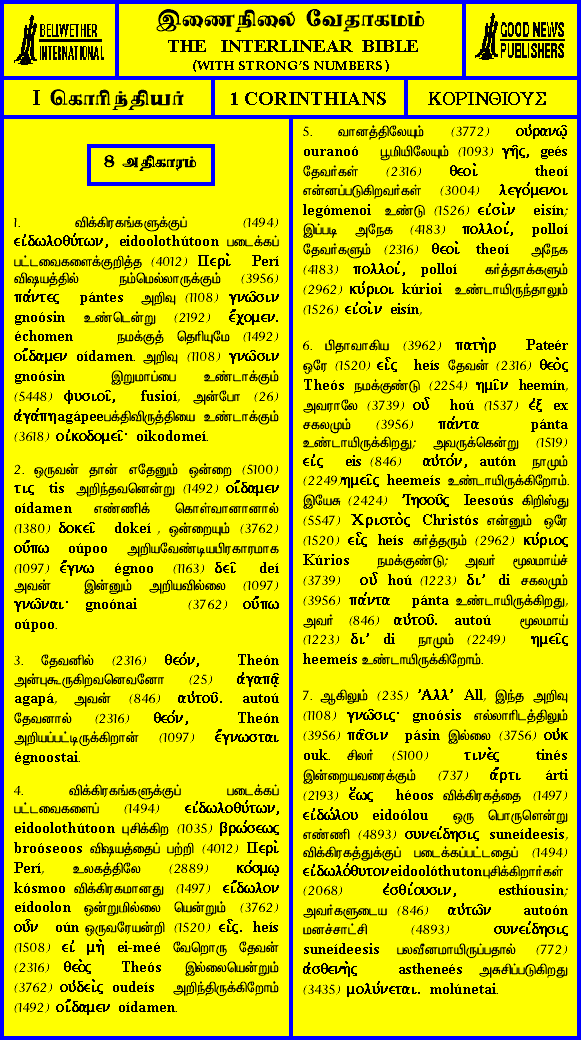 BELLWETHER
INTERNATIONAL
இணைநிலை வேதாகமம்
THE INTERLINEAR BIBLE
(WITH STRONG'S NUMBERS)
GOOD NEWS
PUBLISHERS
I கொரிந்தியர்
1 CORINTHIANS
ΚΟΡΙΝΘΙΟΥΣ
8 அதிகாரம்
1. விக்கிரகங்களுக்குப் (1494)
εἰδωλοθύτων, eidoolothútoon படைக்கப்
பட்டவைகளைக்குறித்த (4012) Περὶ Perí
விஷயத்தில் நம்மெல்லாருக்கும் (3956)
πάντες pántes அறிவு (1108) γνῶσιν
gnoósin உண்டென்று (2192) ἔχομεν.
échomen நமக்குத் தெரியுமே (1492)
οἴδαμεν oídamen. அறிவு (1108) γνῶσιν
gnoósin இறுமாப்பை உண்டாக்கும்
(5448) φυσιοῖ, fusioí, அன்போ (26)
ἀγάπηagápeeபக்திவிருத்தியை உண்டாக்கும்
(3618) οἰκοδομεῖ· oikodomeí.
2. ஒருவன் தான் எதேனும் ஒன்றை (5100)
τις tis அறிந்தவனென்று (1492) οἴδαμεν
oídamen எண்ணிக் கொள்வானானால்
(1380) δοκεῖ dokeí , ஒன்றையும் (3762)
οὔπω oúpoo அறியவேண்டியபிரகாரமாக
(1097) ἔγνω égnoo (1163) δεῖ deí
அவன் இன்னும் அறியவில்லை (1097)
γνῶναι· gnoónai (3762) οὔπω
oúpoo.
3. தேவனில் (2316) θεόν, Theón
அன்புகூருகிறவனெவனோ (25) ἀγαπᾷ
agapá, அவன் (846) αὐτοῦ. autoú
தேவனால் (2316) θεόν, Theón
அறியப்பட்டிருக்கிறான் (1097) ἔγνωσται
égnoostai.
4. விக்கிரகங்களுக்குப் படைக்கப்
பட்டவைகளைப் (1494) εἰδωλοθύτων,
eidoolothútoon புசிக்கிற (1035) βρώσεως
broóseoos விஷயத்தைப் பற்றி (4012) Περὶ
Perí, உலகத்திலே (2889) κόσμῳ
kósmoo விக்கிரகமானது (1497) εἴδωλον
eídoolon ஒன்றுமில்லை யென்றும் (3762)
οὖν oún ஒருவரேயன்றி (1520) εἷς. heís
(1508) εἰ μὴ ei-meé வேறொரு தேவன்
(2316) θεὸς Theós இல்லையென்றும்
(3762) οὐδεὶς oudeís அறிந்திருக்கிறோம்
(1492) οἴδαμεν oídamen.
5. வானத்திலேயும் (3772) οὐρανῷ
ouranoó பூமியிலேயும் (1093) γῆς, geés
தேவர்கள் (2316) θεοὶ theoí
என்னப்படுகிறவர்கள் (3004) λεγόμενοι
legómenoi உண்டு (1526) εἰσὶν eisín;
இப்படி அநேக (4183) πολλοί, polloí
தேவர்களும் (2316) θεοὶ theoí அநேக
(4183) πολλοί, polloí கர்த்தாக்களும்
(2962) κύριοι kúrioi உண்டாயிருந்தாலும்
(1526) εἰσὶν eisín,
6. பிதாவாகிய (3962) πατὴρ Pateér
ஒரே (1520) εἷς heís தேவன் (2316) θεὸς
Theós நமக்குண்டு (2254) ημῖν heemín,
அவராலே (3739) οὗ hoú (1537) ἐξ ex
சகலமும் (3956) πάντα pánta
உண்டாயிருக்கிறது; அவருக்கென்று (1519)
εἰς eis (846) αὐτόν, autón நாமும்
(2249)ημεῖς heemeís உண்டாயிருக்கிறோம்.
இயேசு (2424) Ἰησοῦς Ieesoús கிறிஸ்து
(5547) Χριστὸς Christós என்னும் ஒரே
(1520) εἷς heís கர்த்தரும் (2962) κύριος
Kúrios நமக்குண்டு; அவர் மூலமாய்ச்
(3739) οὗ hoú (1223) δι' di சகலமும்
(3956) πάντα pánta உண்டாயிருக்கிறது,
அவர் (846) αὐτοῦ. autoú மூலமாய்
(1223) δι' di நாமும் (2249) ημεῖς
heemeís உண்டாயிருக்கிறோம்.
7. ஆகிலும் (235) Ἀλλ' All, இந்த அறிவு
(1108) γνῶσις· gnoósis எல்லாரிடத்திலும்
(3956) πᾶσιν pásin இல்லை (3756) οὐκ
ouk. சிலர் (5100) τινὲς tinés
இன்றையவரைக்கும் (737) ἄρτι árti
(2193) ἕως héoos விக்கிரகத்தை (1497)
εἰδώλου eidoólou ஒரு பொருளென்று
எண்ணி (4893) συνείδησις suneídeesis,
விக்கிரகத்துக்குப் படைக்கப்பட்டதைப் (1494)
εἰδωλόθυτονeidoolóthutonபுசிக்கிறார்கள்
(2068) ἐσθίουσιν, esthíousin;
அவர்களுடைய (846) αὐτῶν autoón
மனச்சாட்சி (4893) συνείδησις
suneídeesis பலவீனமாயிருப்பதால் (772)
ἀσθενὴς astheneés அசுசிப்படுகிறது
(3435) μολύνεται.. molúnetai.